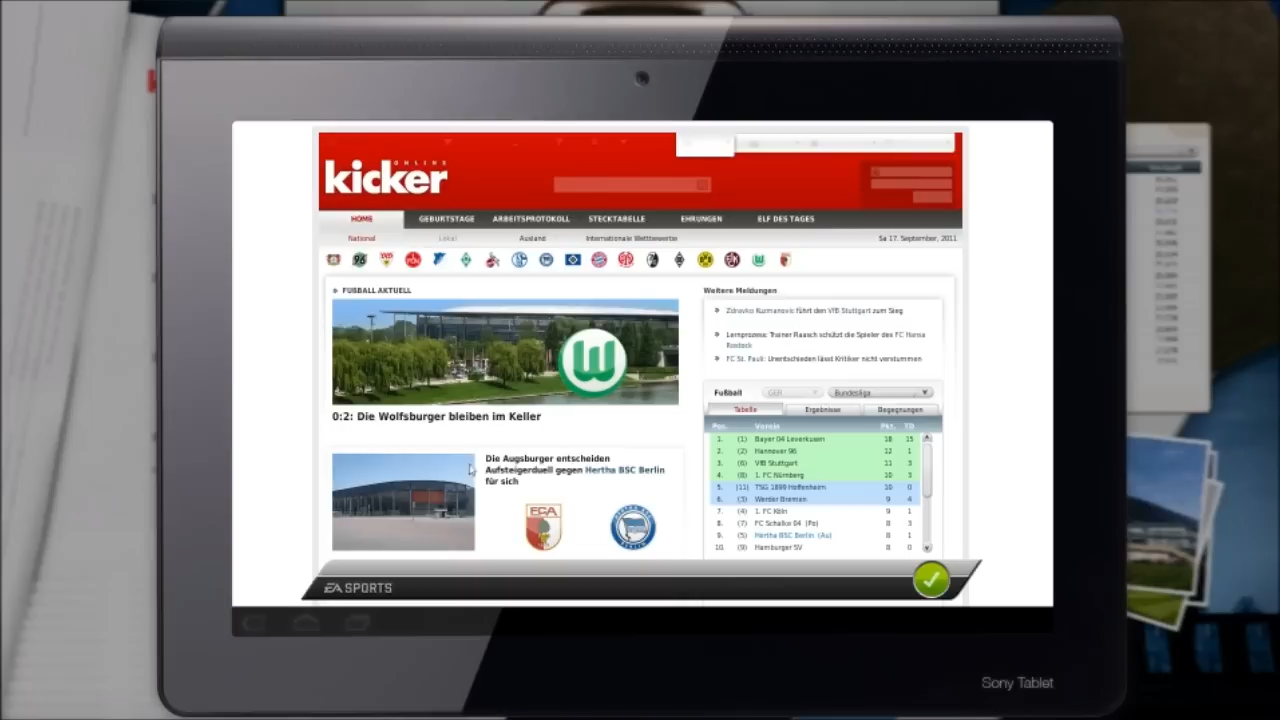 ONLINE
kicker
HOME GEBURTSTAGE ARBEITSPROTOKOLL STECKTABELLE EHRUNGEN ELF DES TAGES
National Lokal Ausland Internationale Wettbewerbe Sa 17. September, 2011
FUSBALL AKTUELL
0:2: Die Wolfsburger bleiben im Keller
Die Augsburger entscheiden
Aufsteigerduell gegen Hertha BSC Berlin
für sich
FCA
Weitere Meldungen
Zdravko Kuzmanovic führt den VfB Stuttgart zum Sieg
Lernprozess: Trainer Raasch schützt die Spieler des FC Hansa
Rostock
FC St. Pauli: Unentschieden lässt Kritiker nicht verstummen
Fußball GER Bundesliga
Tabelle Ergebnisse Begegnungen
Pos. Verein Pkt. TD
1. (1) Bayer 04 Leverkusen 18 15
2. (2) Hannover 96 12 1
3. (6) VfB Stuttgart 11 3
4. (8) 1. FC Nürnberg 10 3
5. (11) TSG 1899 Hoffenheim 10 0
6. (3) Werder Bremen 9 4
7. (4) 1. FC Köln 9 1
8. (7) FC Schalke 04 (Po) 8 3
9. (5) Hertha BSC Berlin (Au) 8 1
10. (9) Hamburger SV 8 0
EA SPORTS
Sony Tablet